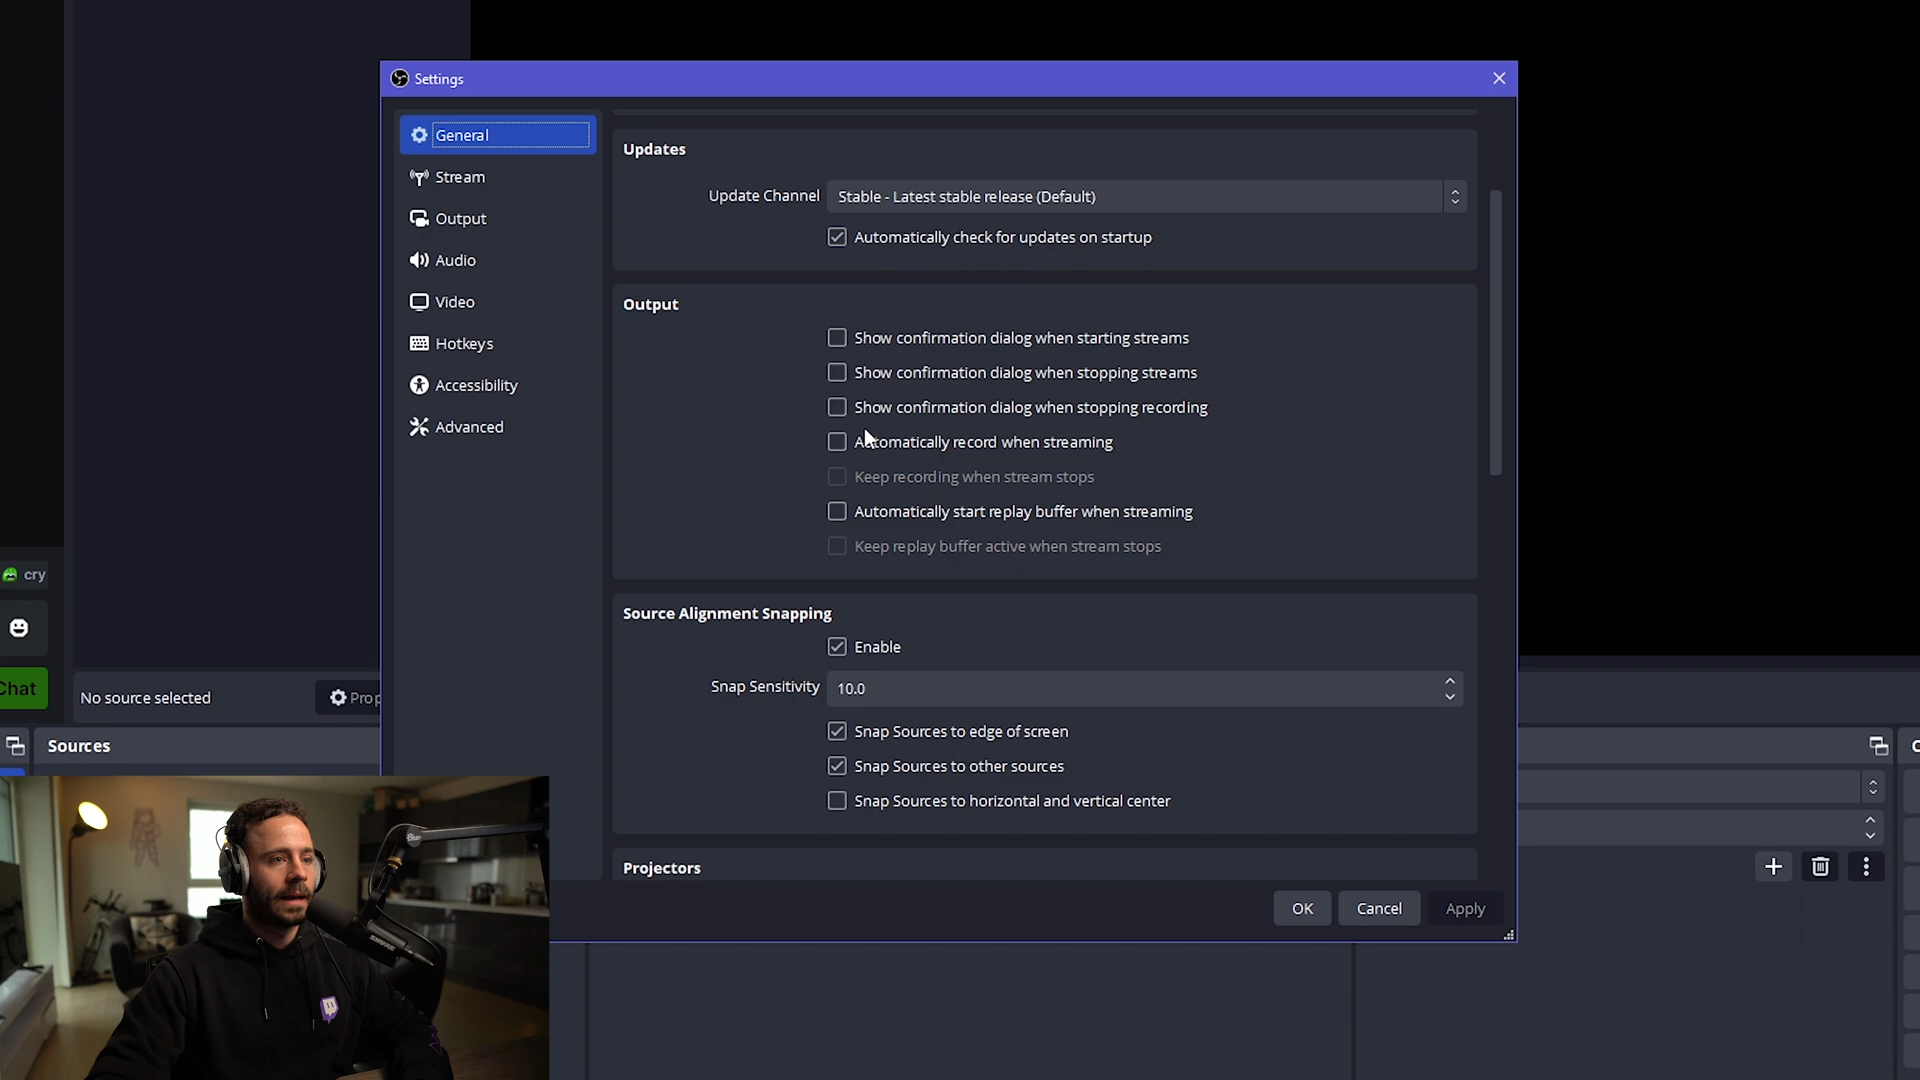 Settings
General
Stream
Output
Audio
Video
Hotkeys
Accessibility
Advanced
Updates
Update Channel
Stable - Latest stable release (Default)
Automatically check for updates on startup
Output
Show confirmation dialog when starting streams
Show confirmation dialog when stopping streams
Show confirmation dialog when stopping recording
Automatically record when streaming
Keep recording when stream stops
Automatically start replay buffer when streaming
Keep replay buffer active when stream stops
Source Alignment Snapping
Enable
Snap Sensitivity
10.0
Snap Sources to edge of screen
Snap Sources to other sources
Snap Sources to horizontal and vertical center
Projectors
OK
Cancel
Apply
cry
Chat
No source selected
Prop
Sources
SHURE
Blue